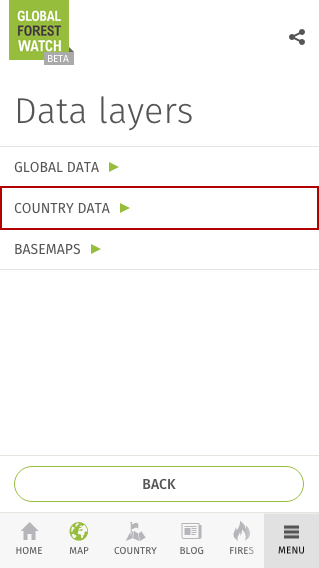 GLOBAL
FOREST
WATCH
BETA
Data layers
GLOBAL DATA
COUNTRY DATA
BASEMAPS
BACK
HOME MAP COUNTRY BLOG FIRES MENU